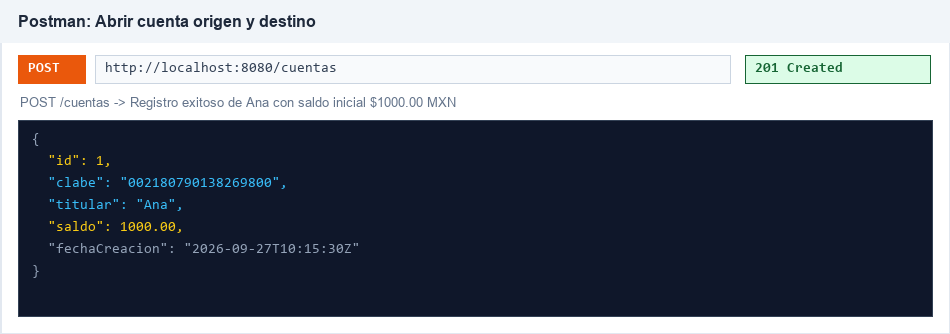 Postman: Abrir cuenta origen y destino
POST
http://localhost:8080/cuentas
201 Created
POST /cuentas -> Registro exitoso de Ana con saldo inicial $1000.00 MXN
{
"id": 1,
"clabe": "002180790138269800",
"titular": "Ana",
"saldo": 1000.00,
"fechaCreacion": "2026-09-27T10:15:30Z"
}